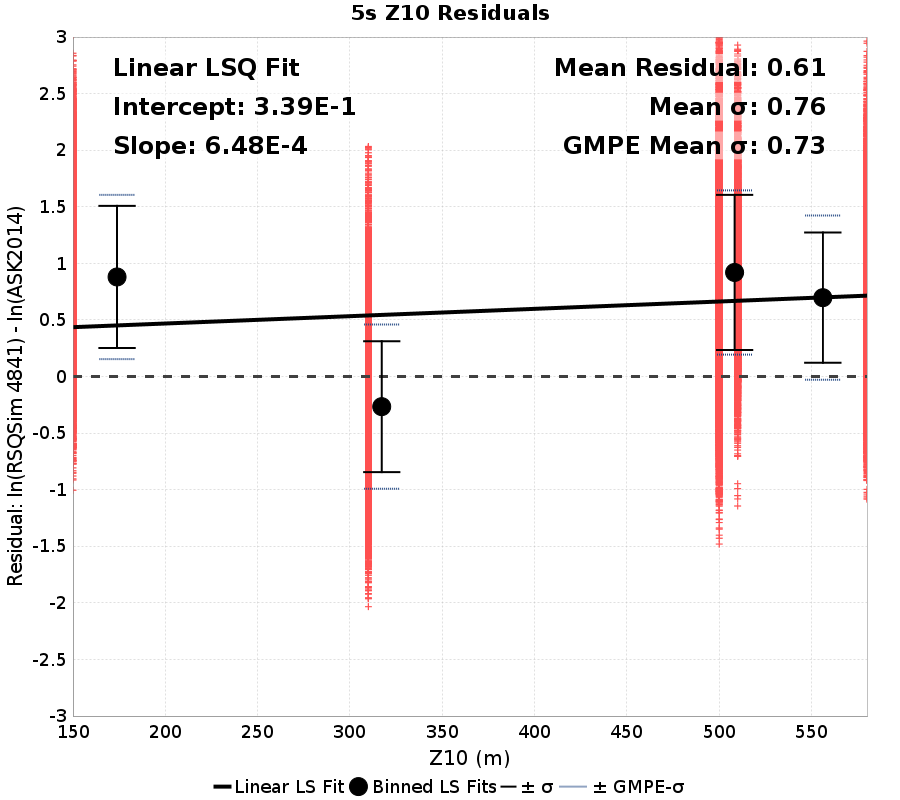 5s Z10 Residuals
Linear LSQ Fit
Intercept: 3.39E-1
Slope: 6.48E-4
Mean Residual: 0.61
Mean σ: 0.76
GMPE Mean σ: 0.73
Residual: ln(RSQSim 4841) - ln(ASK2014)
3
2.5
2
1.5
1
0.5
0
-0.5
-1
-1.5
-2
-2.5
-3
150 200 250 300 350 400 450 500 550
Z10 (m)
Linear LS Fit Binned LS Fits ± σ ± GMPE-σ